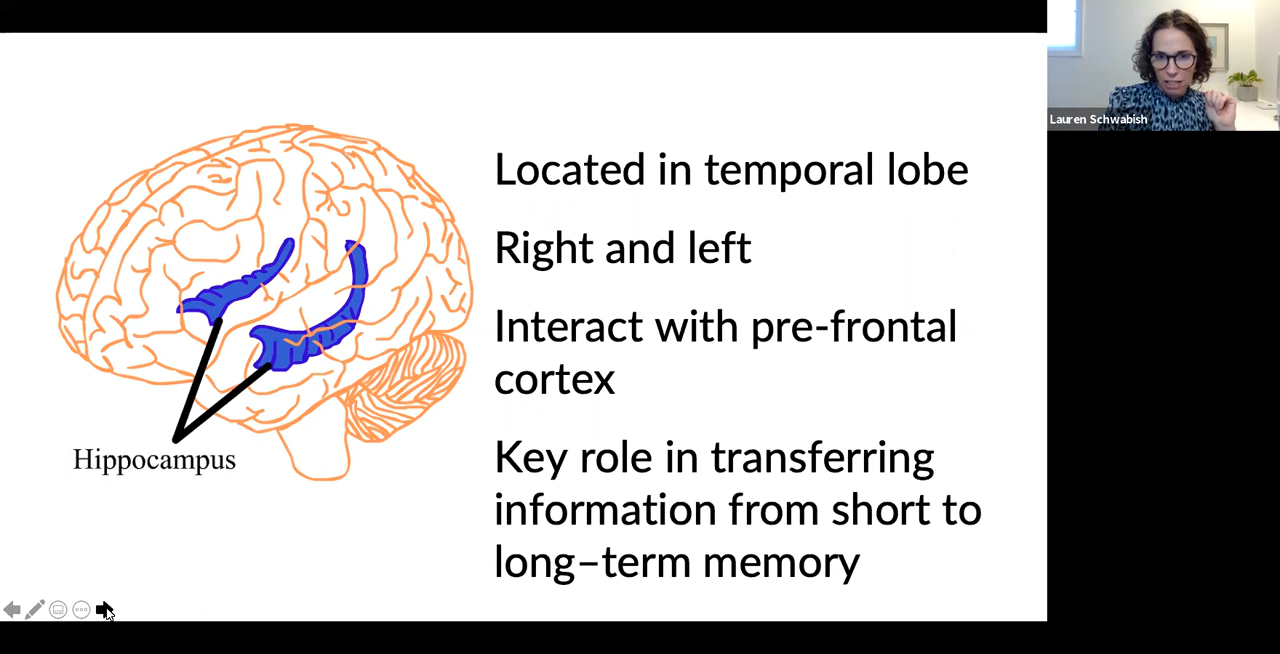 Lauren Schwabish
Located in temporal lobe
Right and left
Interact with pre-frontal
cortex
Key role in transferring
information from short to
long–term memory
Hippocampus